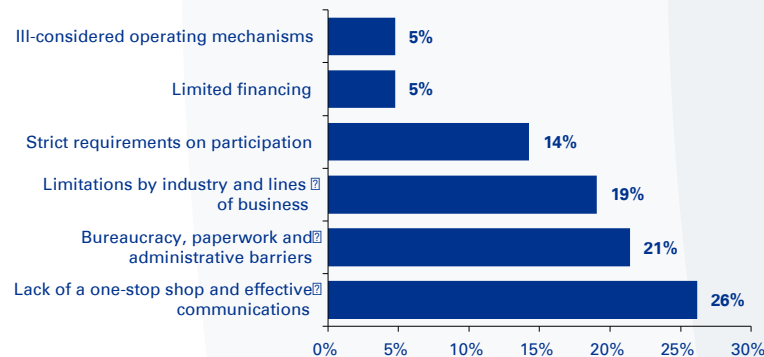 Ill-considered operating mechanisms
5%
Limited financing
5%
Strict requirements on participation
14%
Limitations by industry and lines
of business
19%
Bureaucracy, paperwork and
administrative barriers
21%
Lack of a one-stop shop and effective
communications
26%
0% 5% 10% 15% 20% 25% 30%